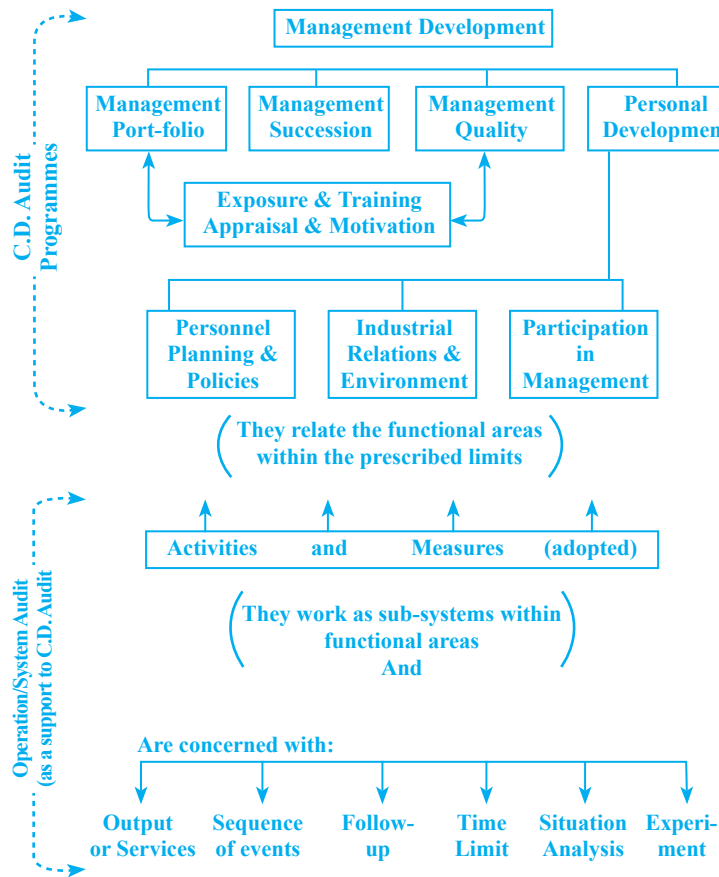 Management Development
Management
Port-folio
Management
Succession
Management
Quality
Personal
Developmen
Exposure & Training
Appraisal & Motivation
C.D. Audit
Programmes
Personnel
Planning &
Policies
Industrial
Relations &
Environment
Participation
in
Management
(They relate the functional areas
within the prescribed limits)
Activities and Measures (adopted)
(They work as sub-systems within
functional areas)
And
Operation/System Audit
(as a support to C.D. Audit
Are concerned with:
Output
or Services
Sequence
of events
Follow-
up
Time
Limit
Situation
Analysis
Experi-
ment